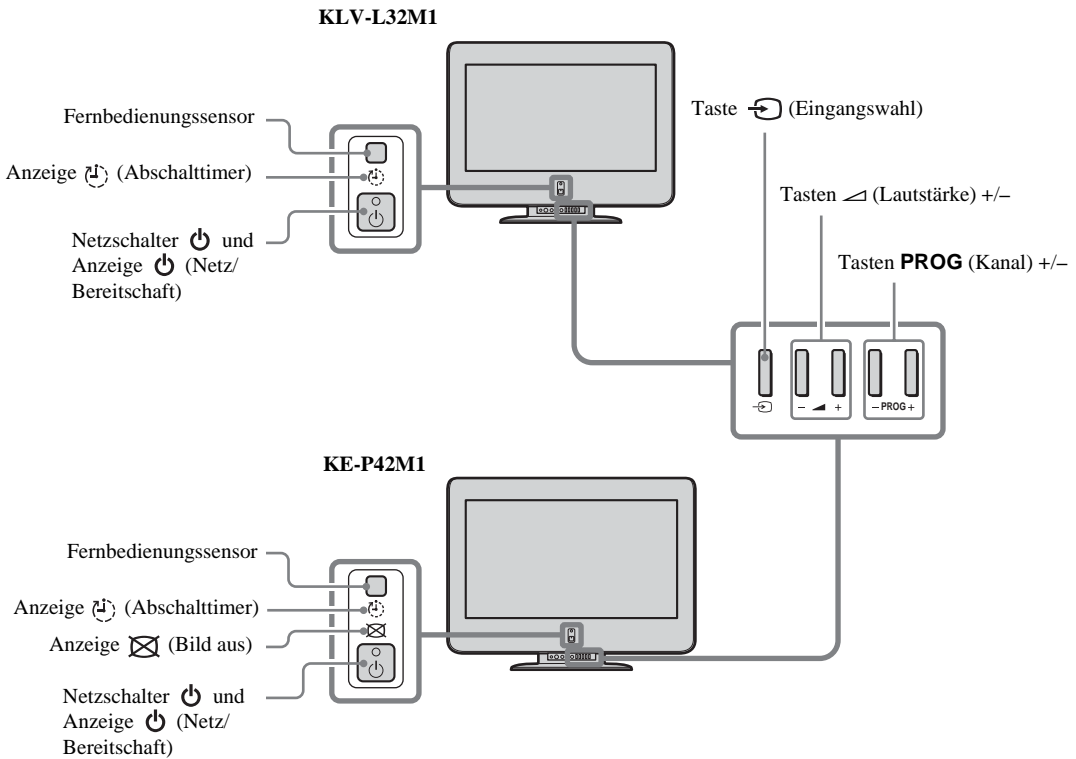 KLV-L32M1
Fernbedienungssensor
Anzeige (Abschalttimer)
Netzschalter und
Anzeige (Netz/
Bereitschaft)
Taste (Eingangswahl)
Tasten (Lautstärke) +/–
Tasten PROG (Kanal) +/–
– +
– PROG +
KE-P42M1
Fernbedienungssensor
Anzeige (Abschalttimer)
Anzeige (Bild aus)
Netzschalter und
Anzeige (Netz/
Bereitschaft)